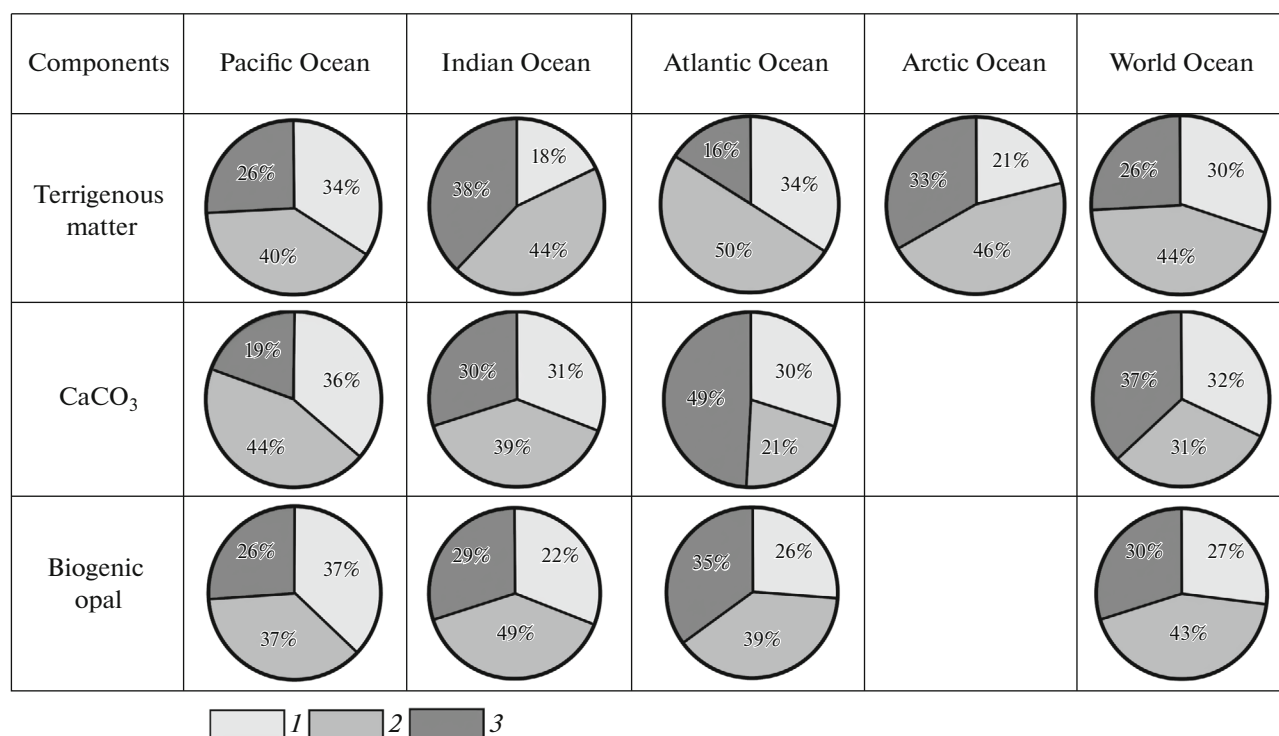 Components Pacific Ocean Indian Ocean Atlantic Ocean Arctic Ocean World Ocean
Terrigenous
matter
26% 34% 40%
38% 18% 44%
16% 34% 50%
33% 21% 46%
26% 30% 44%
CaCO₃
19% 36% 44%
30% 31% 39%
49% 30% 21%
37% 32% 31%
Biogenic
opal
26% 37% 37%
29% 22% 49%
35% 26% 39%
30% 27% 43%
1 2 3